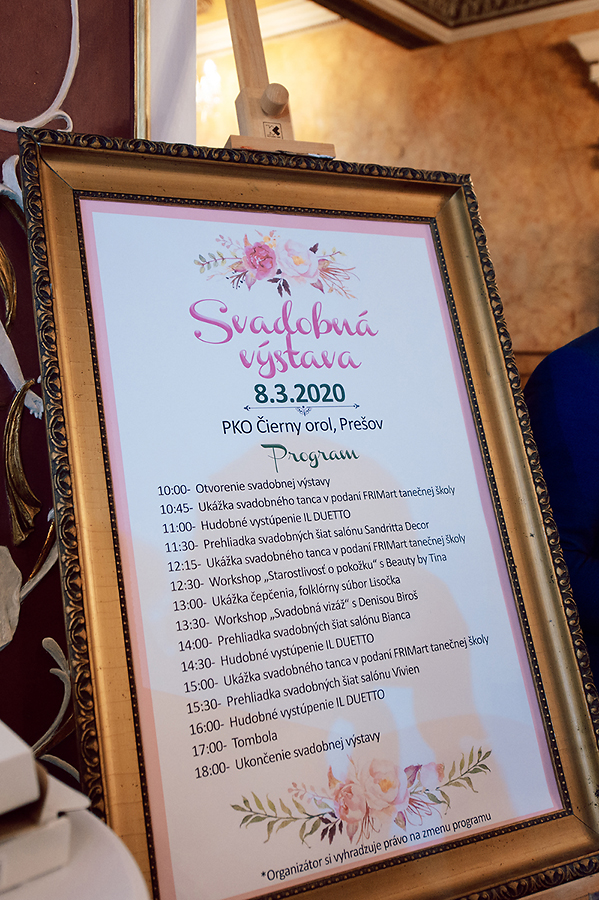 Svadobná
výstava
8.3.2020
PKO Čierny orol, Prešov
Program
10:00- Otvorenie svadobnej výstavy
10:45- Ukážka svadobného tanca v podaní FRIMart tanečnej školy
11:00- Hudobné vystúpenie IL DUETTO
11:30- Prehliadka svadobných šiat salónu Sandritta Decor
12:15- Ukážka svadobného tanca v podaní FRIMart tanečnej školy
12:30- Workshop „Starostlivosť o pokožku“ s Beauty by Tina
13:00- Ukážka čepčenia, folklórny súbor Lisočka
13:30- Workshop „Svadobná vizáž“ s Denisou Biroš
14:00- Prehliadka svadobných šiat salónu Bianca
14:30- Hudobné vystúpenie IL DUETTO
15:00- Ukážka svadobného tanca v podaní FRIMart tanečnej školy
15:30- Prehliadka svadobných šiat salónu Vivien
16:00- Hudobné vystúpenie IL DUETTO
17:00- Tombola
18:00- Ukončenie svadobnej výstavy
*Organizátor si vyhradzuje právo na zmenu programu